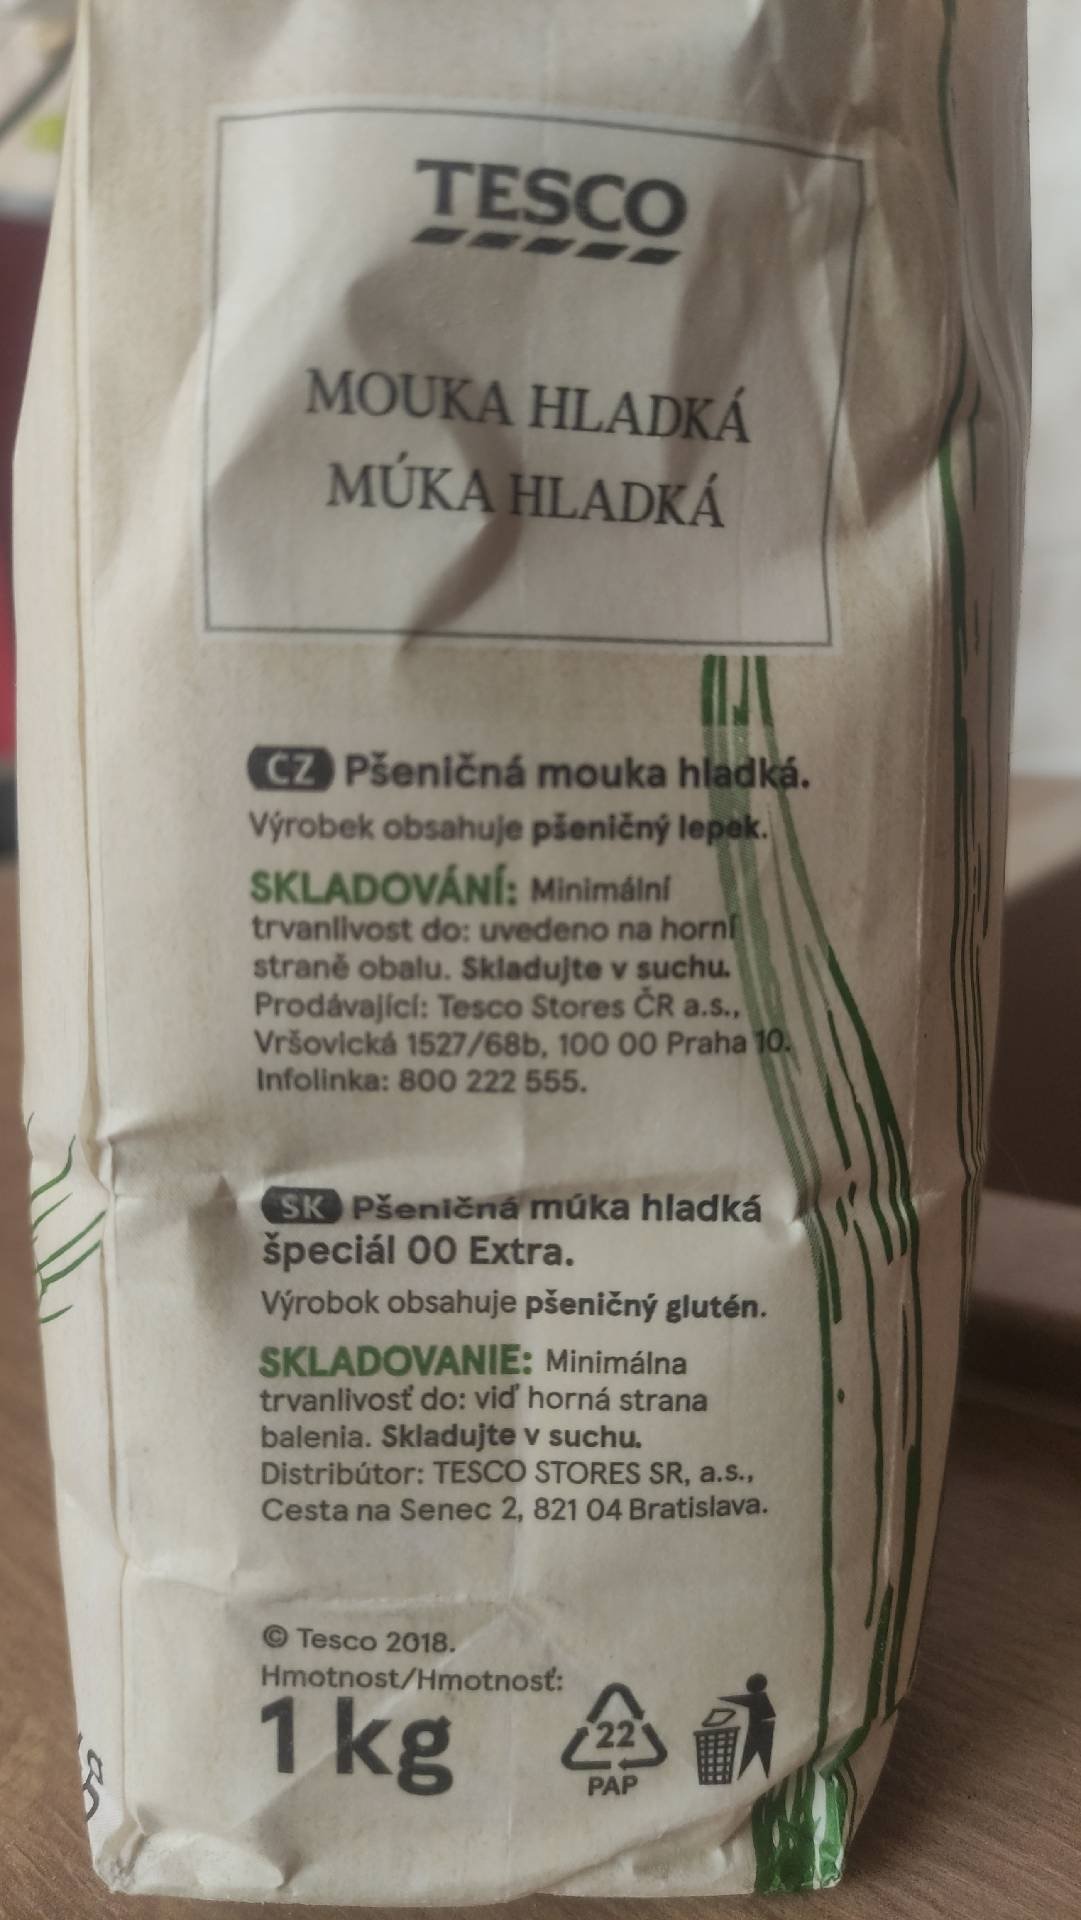 TESCO
MOUKA HLADKÁ
MÚKA HLADKÁ
CZ Pšeničná mouka hladká.
Výrobek obsahuje pšeničný lepek.
SKLADOVÁNÍ: Minimální
trvanlivost do: uvedeno na horní
straně obalu. Skladujte v suchu.
Prodávající: Tesco Stores ČR a.s.,
Vršovická 1527/68b, 100 00 Praha 10.
Infolinka: 800 222 555.
SK Pšeničná múka hladká
špeciál 00 Extra.
Výrobok obsahuje pšeničný glutén.
SKLADOVANIE: Minimálna
trvanlivosť do: viď horná strana
balenia. Skladujte v suchu.
Distribútor: TESCO STORES SR, a.s.,
Cesta na Senec 2, 821 04 Bratislava.
© Tesco 2018.
Hmotnost/Hmotnosť:
1 kg
22
PAP